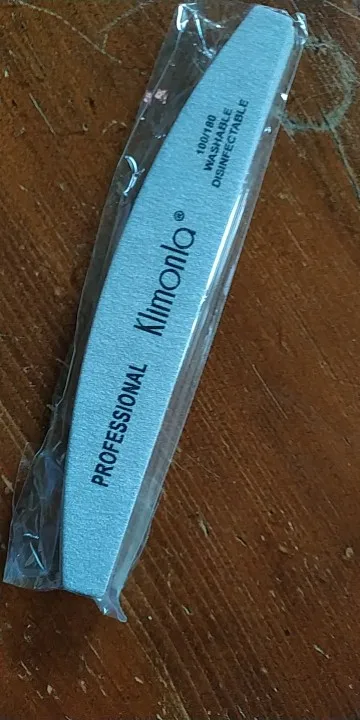 100/180
WASHABLE
DISINFECTABLE
PROFESSIONAL Klimonla®